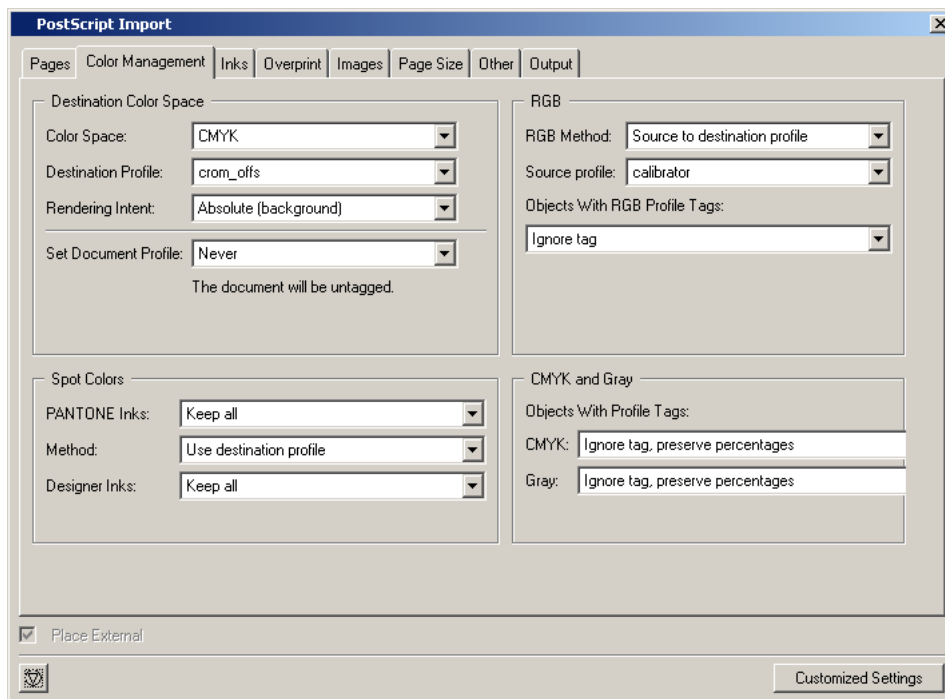 PostScript Import
Pages Color Management Inks Overprint Images Page Size Other Output
Destination Color Space
Color Space: CMYK
Destination Profile: crom_offs
Rendering Intent: Absolute (background)
Set Document Profile: Never
The document will be untagged.
RGB
RGB Method: Source to destination profile
Source profile: calibrator
Objects With RGB Profile Tags:
Ignore tag
Spot Colors
PANTONE Inks: Keep all
Method: Use destination profile
Designer Inks: Keep all
CMYK and Gray
Objects With Profile Tags:
CMYK: Ignore tag, preserve percentages
Gray: Ignore tag, preserve percentages
Place External
Customized Settings